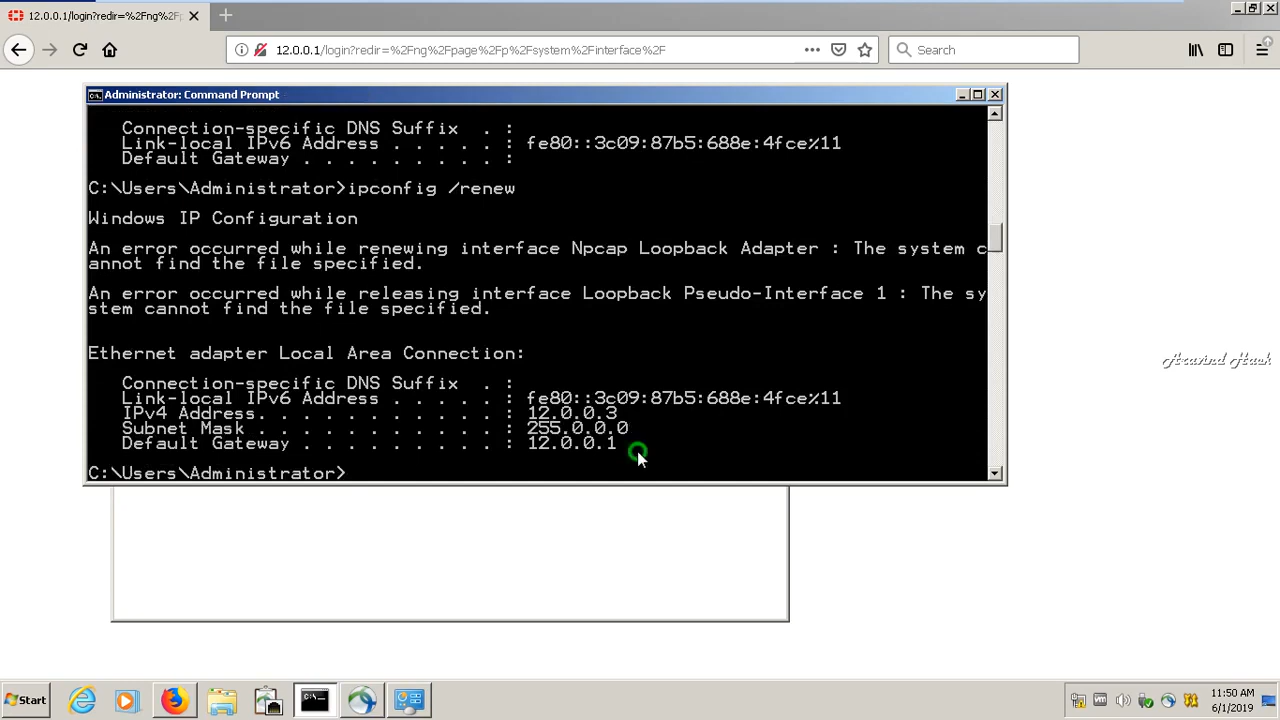 12.0.0.1/login?redir=%2Fng%2Fp
12.0.0.1/login?redir=%2Fng%2Fpage%2Fp%2Fsystem%2Finterface%2F
Search
Administrator: Command Prompt
Connection-specific DNS Suffix  . :
Link-local IPv6 Address . . . . . : fe80::3c09:87b5:688e:4fce%11
Default Gateway . . . . . . . . . :
C:\Users\Administrator>ipconfig /renew
Windows IP Configuration
An error occurred while renewing interface Npcap Loopback Adapter : The system c
annot find the file specified.
An error occurred while releasing interface Loopback Pseudo-Interface 1 : The sy
stem cannot find the file specified.
Ethernet adapter Local Area Connection:
Connection-specific DNS Suffix  . :
Link-local IPv6 Address . . . . . : fe80::3c09:87b5:688e:4fce%11
IPv4 Address. . . . . . . . . . . : 12.0.0.3
Subnet Mask . . . . . . . . . . . : 255.0.0.0
Default Gateway . . . . . . . . . : 12.0.0.1
C:\Users\Administrator>
Start
11:50 AM
6/1/2019